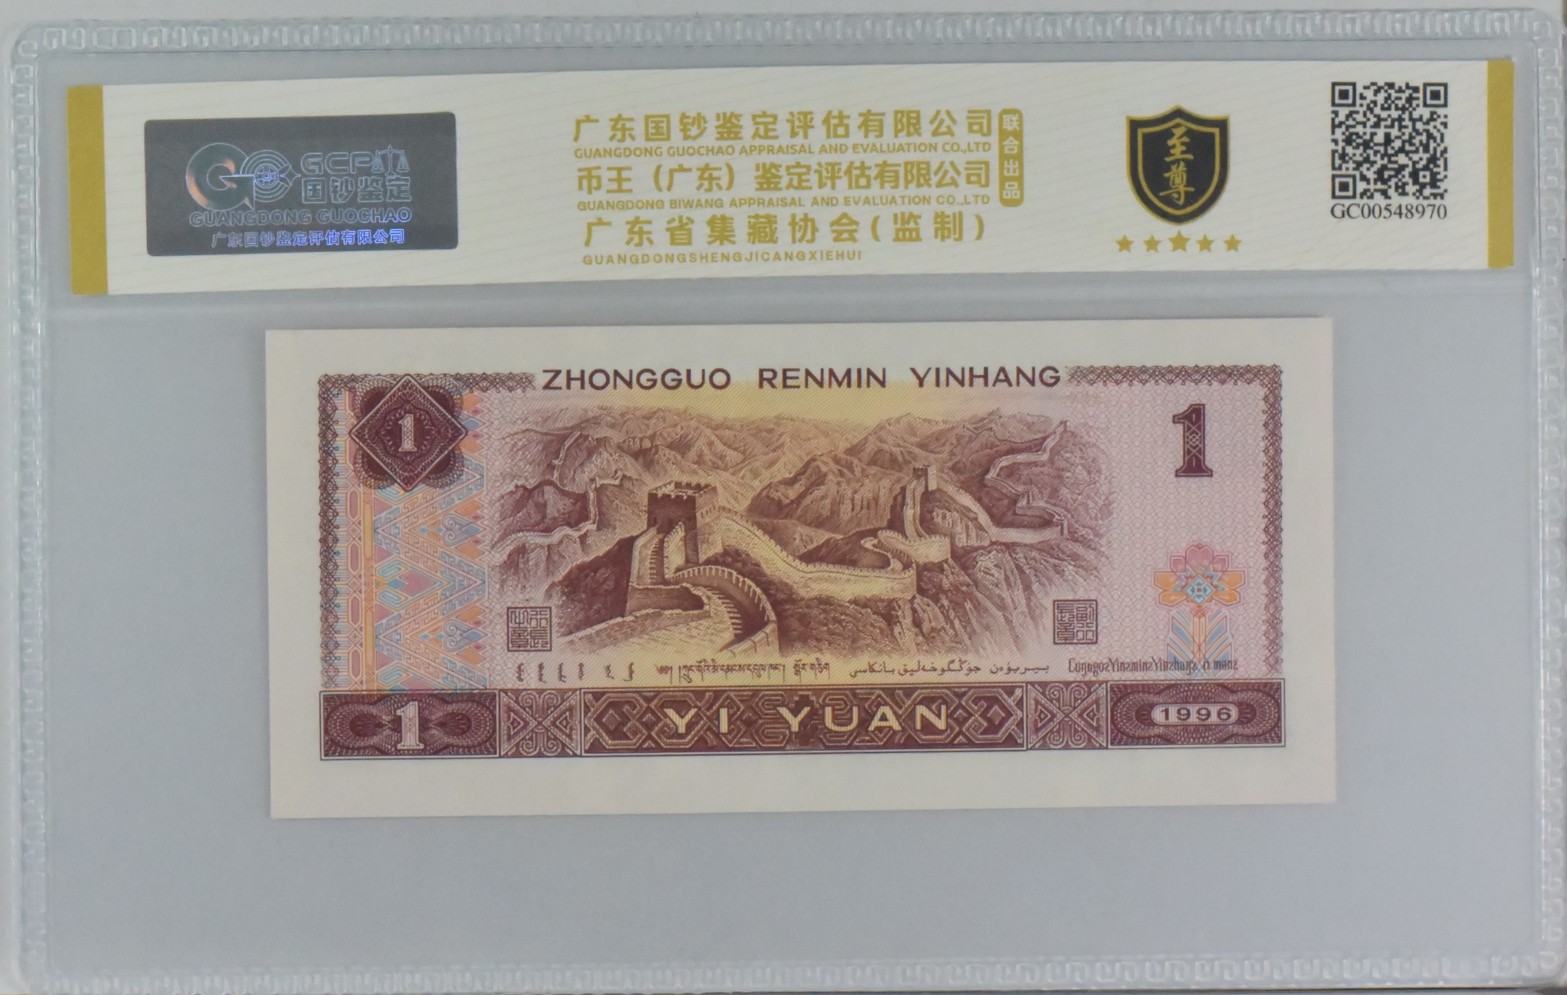 GCP
国钞鉴定
GUANGDONG GUOCHAO
广东国钞鉴定评估有限公司
广东国钞鉴定评估有限公司
GUANGDONG GUOCHAO APPRAISAL AND EVALUATION CO.,LTD
币王（广东）鉴定评估有限公司
GUANGDONG BIWANG APPRAISAL AND EVALUATION CO.,LTD
联合出品
广东省集藏协会(监制)
GUANGDONGSHENGJICANGXIEHUI
至尊
GC00548970
ZHONGGUO RENMIN YINHANG
1
1
1
YI YUAN
1996